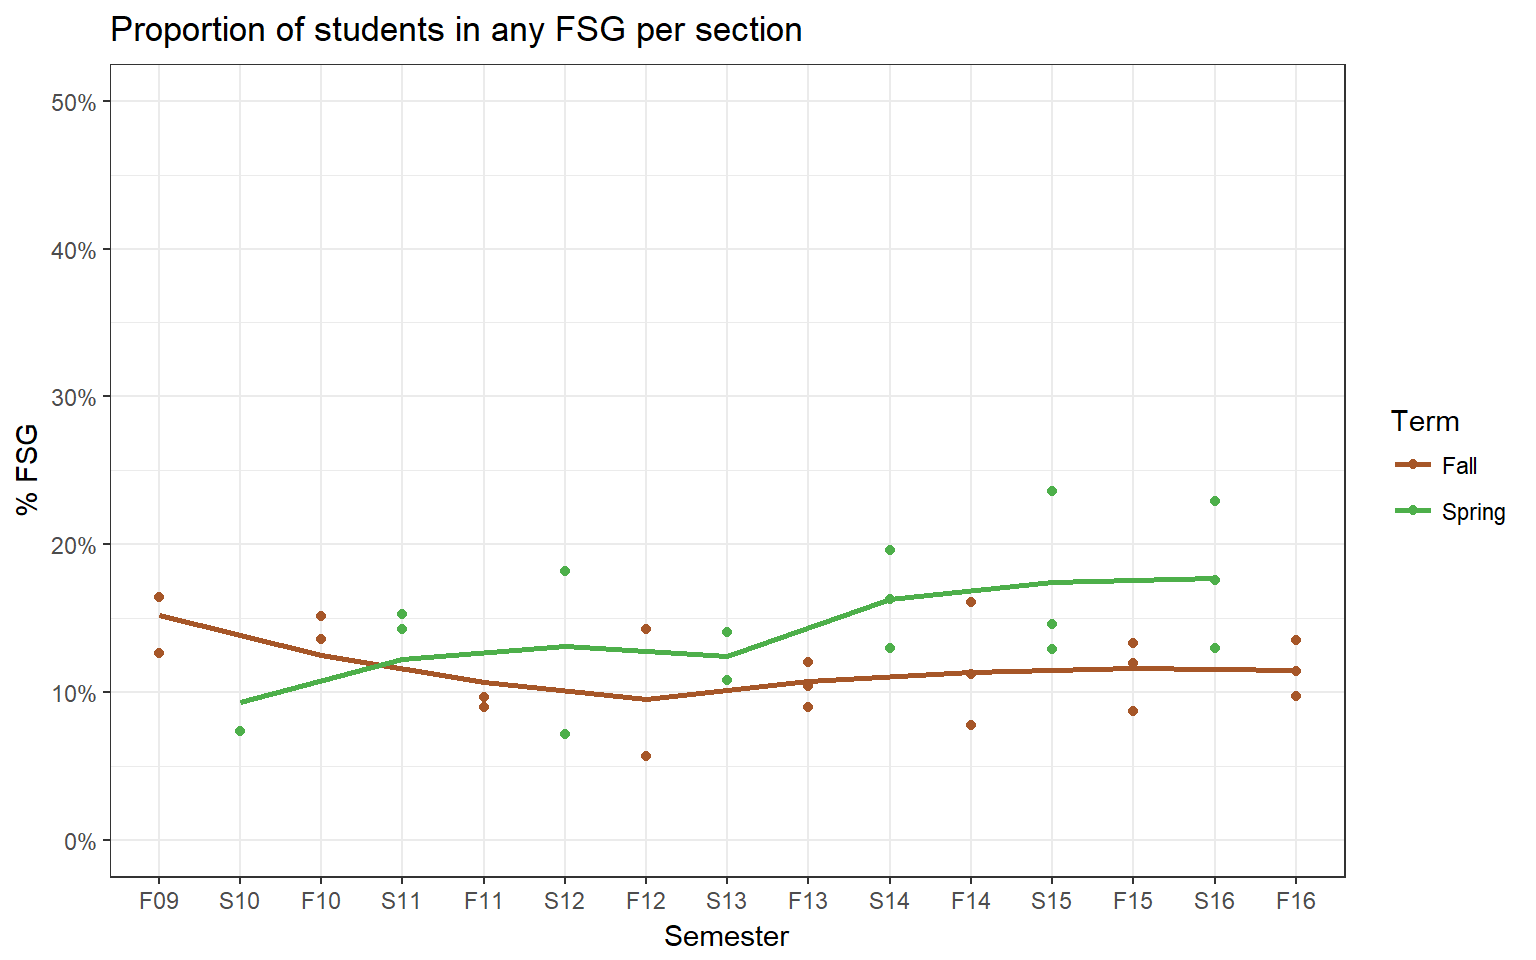 Proportion of students in any FSG per section
50%
40%
30%
20%
10%
0%
% FSG
F09 S10 F10 S11 F11 S12 F12 S13 F13 S14 F14 S15 F15 S16 F16
Semester
Term
Fall
Spring